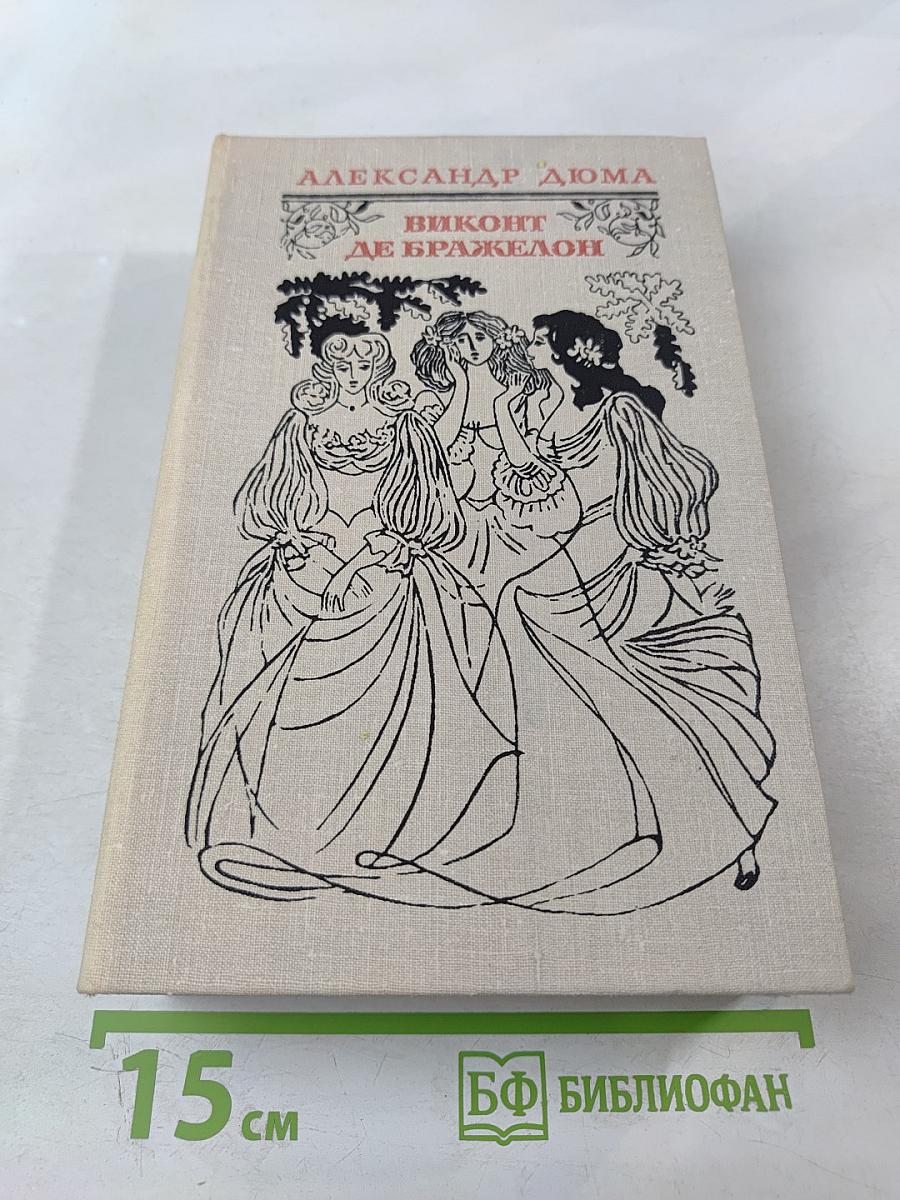 АЛЕКСАНДР ДЮМА
ВИКОНТ
ДЕ БРАЖЕЛОН
15 см
БФ БИБЛИОФАН